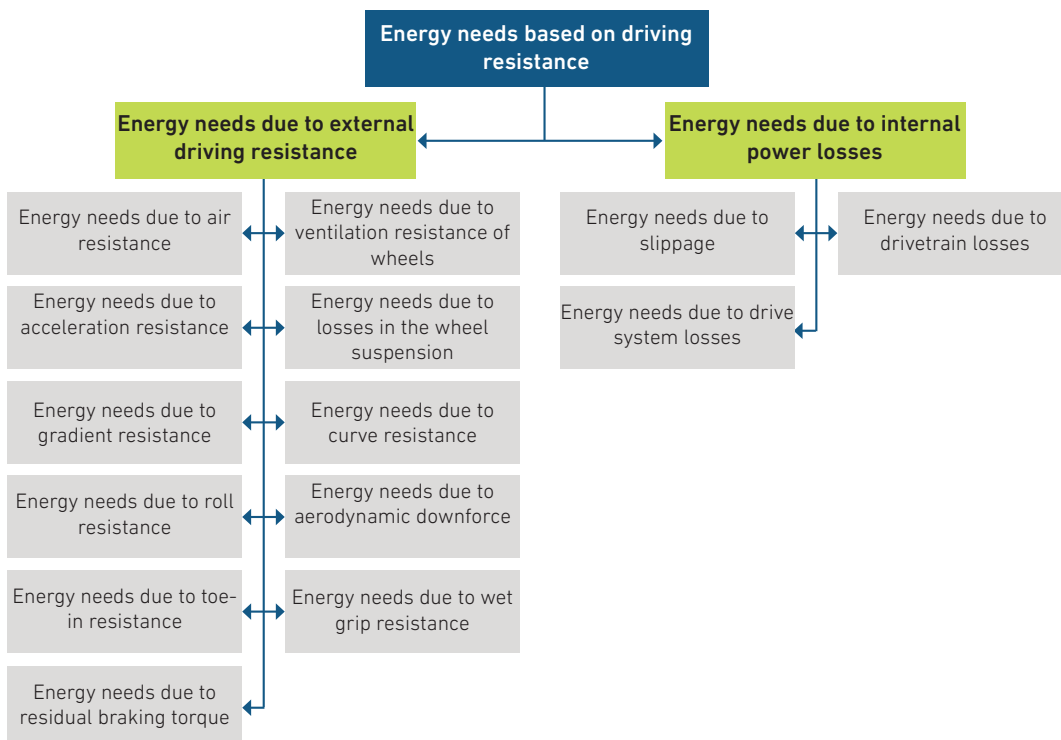 Energy needs based on driving
resistance
Energy needs due to external
driving resistance
Energy needs due to internal
power losses
Energy needs due to air
resistance
Energy needs due to
ventilation resistance of
wheels
Energy needs due to
slippage
Energy needs due to
drivetrain losses
Energy needs due to
acceleration resistance
Energy needs due to
losses in the wheel
suspension
Energy needs due to drive
system losses
Energy needs due to
gradient resistance
Energy needs due to
curve resistance
Energy needs due to roll
resistance
Energy needs due to
aerodynamic downforce
Energy needs due to toe-
in resistance
Energy needs due to wet
grip resistance
Energy needs due to
residual braking torque